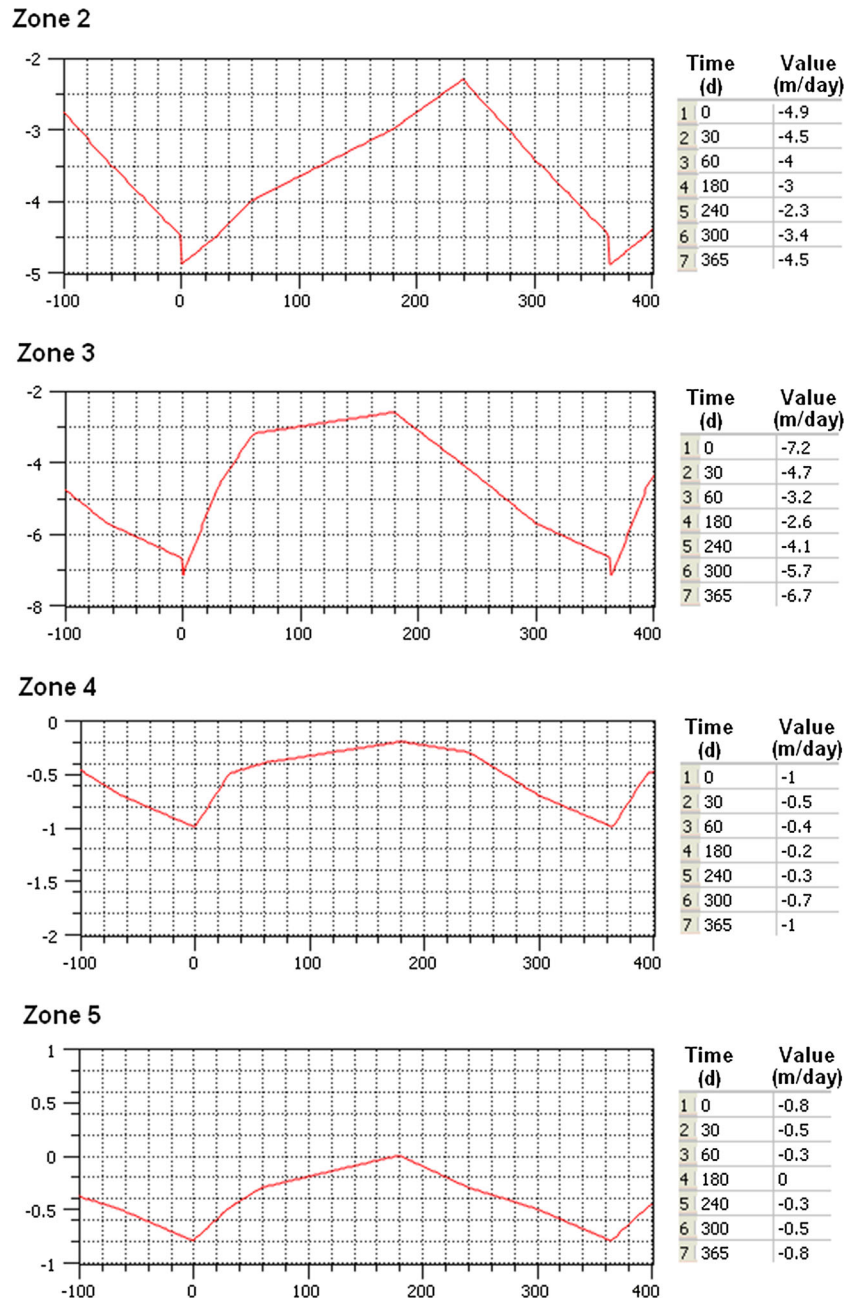 Zone 2
-2
-3
-4
-5
-100 0 100 200 300 400
Time Value
(d) (m/day)
1 0 -4.9
2 30 -4.5
3 60 -4
4 180 -3
5 240 -2.3
6 300 -3.4
7 365 -4.5
Zone 3
-2
-4
-6
-8
-100 0 100 200 300 400
Time Value
(d) (m/day)
1 0 -7.2
2 30 -4.7
3 60 -3.2
4 180 -2.6
5 240 -4.1
6 300 -5.7
7 365 -6.7
Zone 4
0
-0.5
-1
-1.5
-2
-100 0 100 200 300 400
Time Value
(d) (m/day)
1 0 -1
2 30 -0.5
3 60 -0.4
4 180 -0.2
5 240 -0.3
6 300 -0.7
7 365 -1
Zone 5
1
0.5
0
-0.5
-1
-100 0 100 200 300 400
Time Value
(d) (m/day)
1 0 -0.8
2 30 -0.5
3 60 -0.3
4 180 0
5 240 -0.3
6 300 -0.5
7 365 -0.8